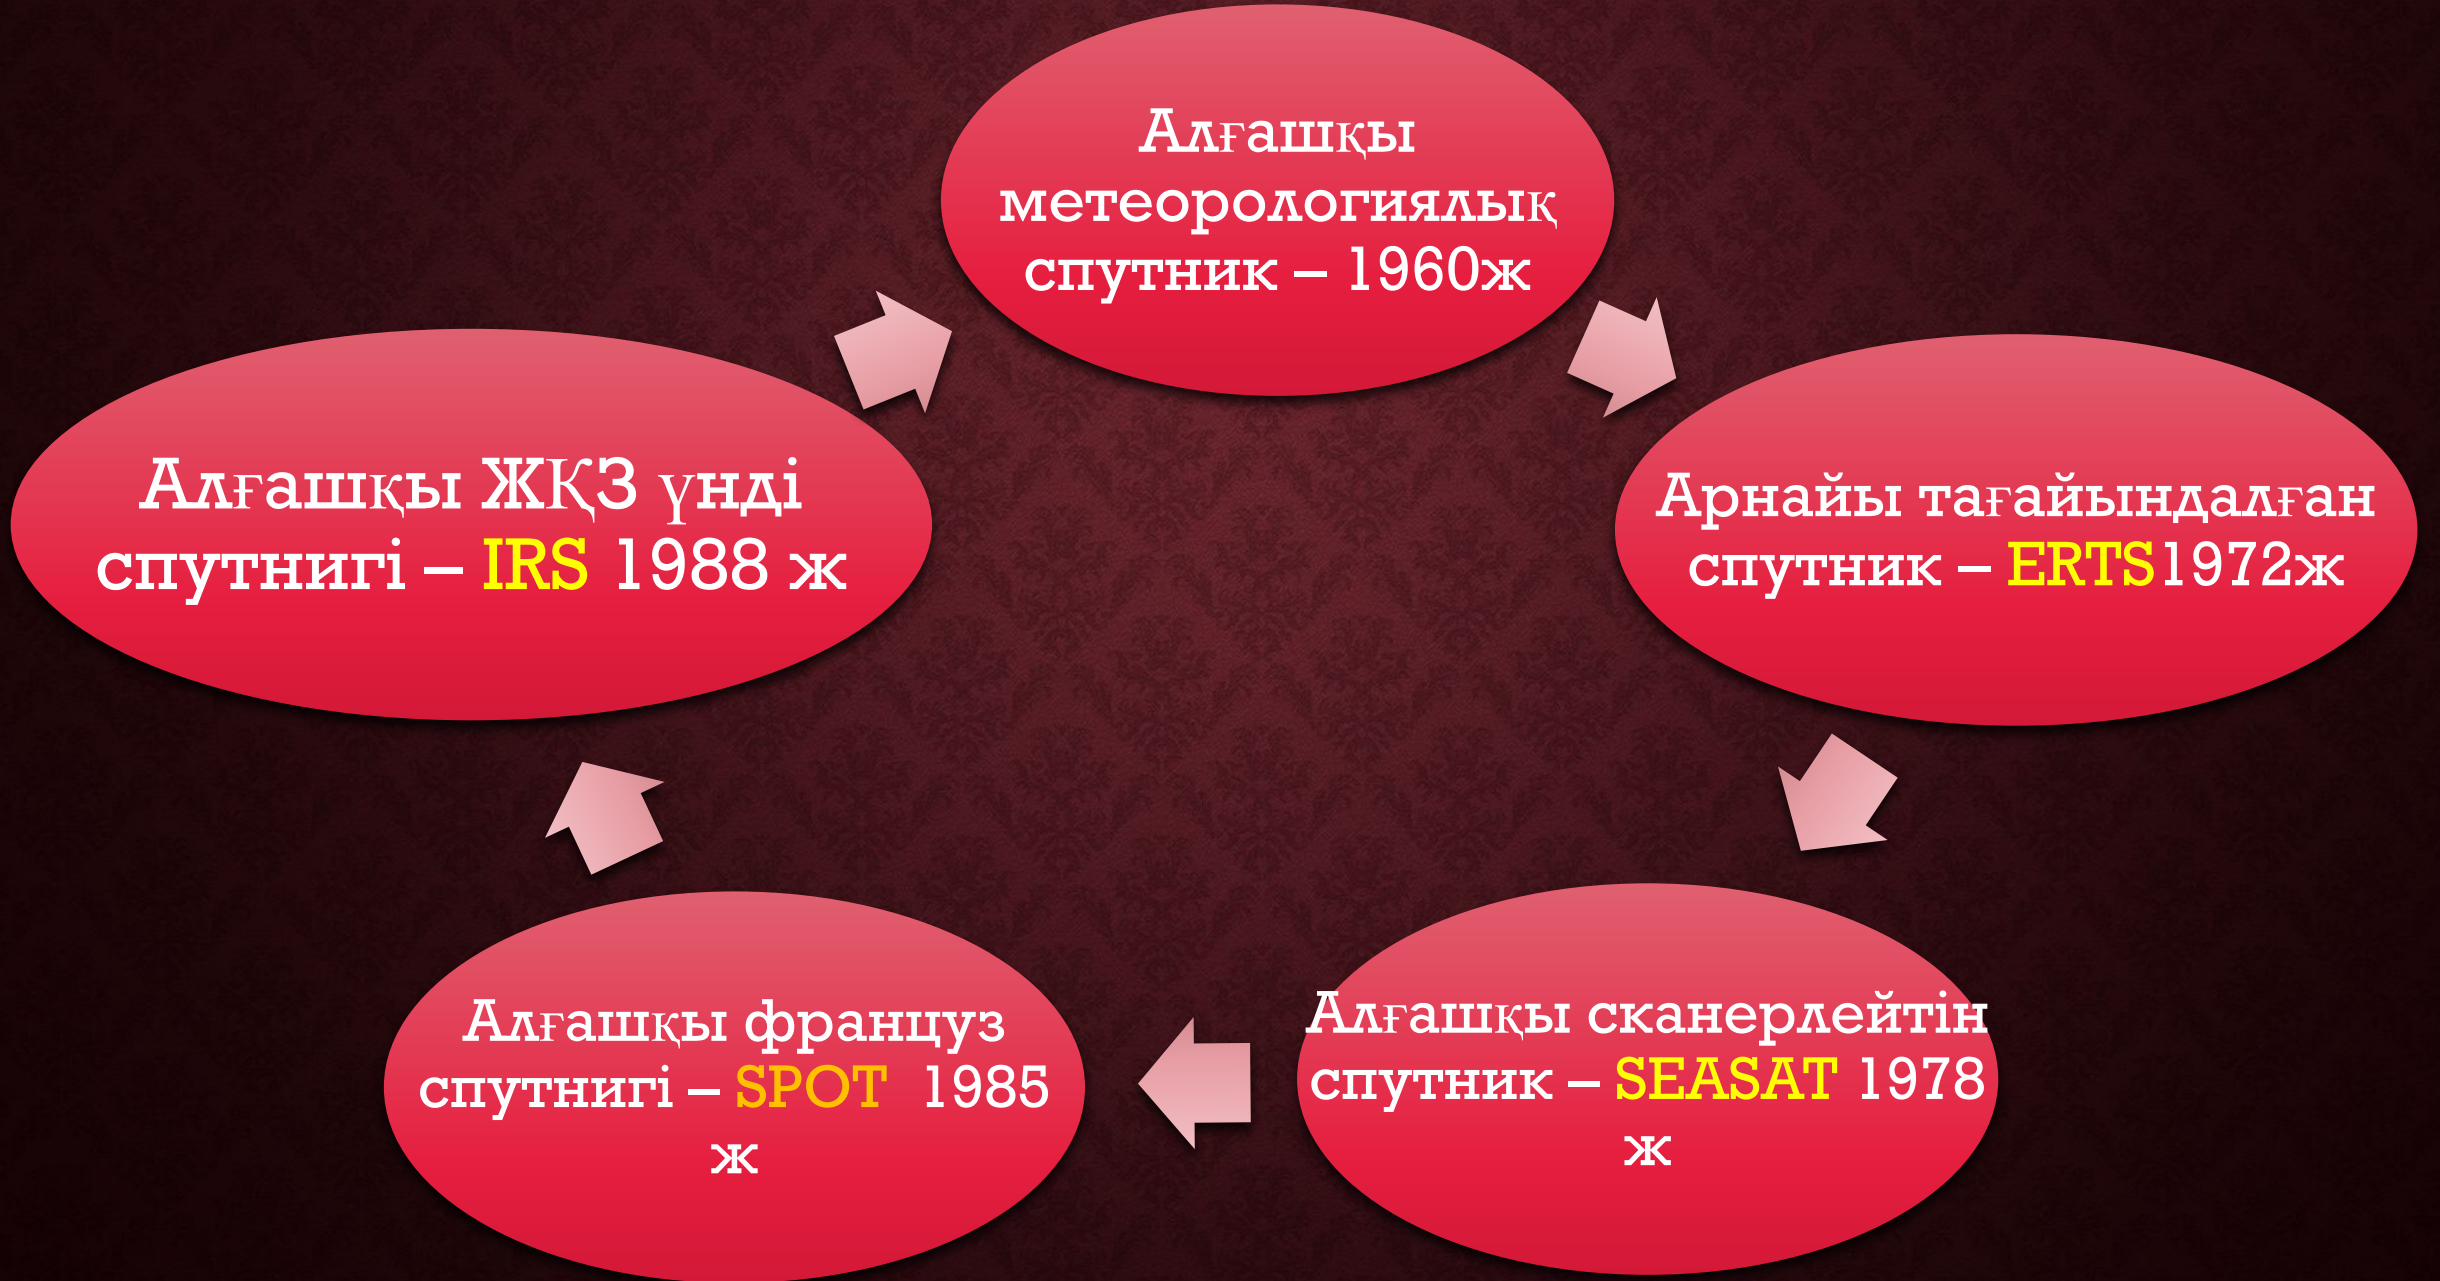 Алғашқы
метеорологиялық
спутник – 1960ж
Арнайы тағайындалған
спутник – ERTS1972ж
Алғашқы сканерлейтін
спутник – SEASAT 1978
ж
Алғашқы француз
спутнигі – SPOT 1985
ж
Алғашқы ЖҚЗ үнді
спутнигі – IRS 1988 ж